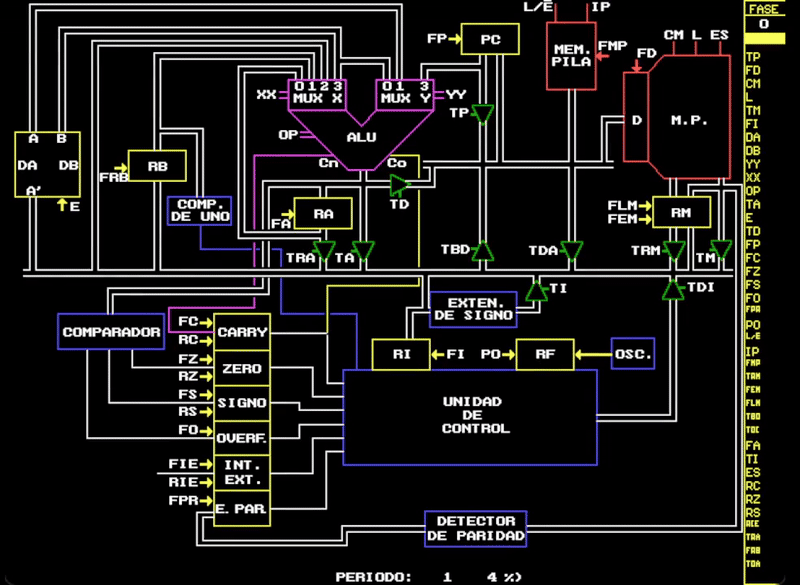 L/E IP
FASE
0
FP PC
MEM.
PILA
FMP
FD
CM L ES
D
M.P.
0 1 2 3
MUX X
0 1 3
MUX Y
XX
YY
OP
ALU
Cn Co
TP
A B
DA DB
A'
E
RB
FRB
COMP.
DE UNO
FA
RA
TD
FLM
FEM
RM
TRA
TA
TBD
TDA
TRM
TM
TI
TDI
EXTEN.
DE SIGNO
COMPARADOR
FC
RC
CARRY
FZ
RZ
ZERO
FS
RS
SIGNO
FO
OVERF.
FIE
RIE
INT.
EXT.
FPR
E. PAR.
RI
FI
PO
RF
OSC.
UNIDAD
DE
CONTROL
DETECTOR
DE PARIDAD
PERIODO: 1 4 %)
TP
FD
CM
L
TM
FI
DA
DB
YY
XX
OP
TA
E
TD
FP
FC
FZ
FS
FO
FPR
PO
L/E
IP
FMP
TRM
FEM
FLM
TBD
FA
TI
ES
RC
RZ
RS
TRA
FRB
TDA